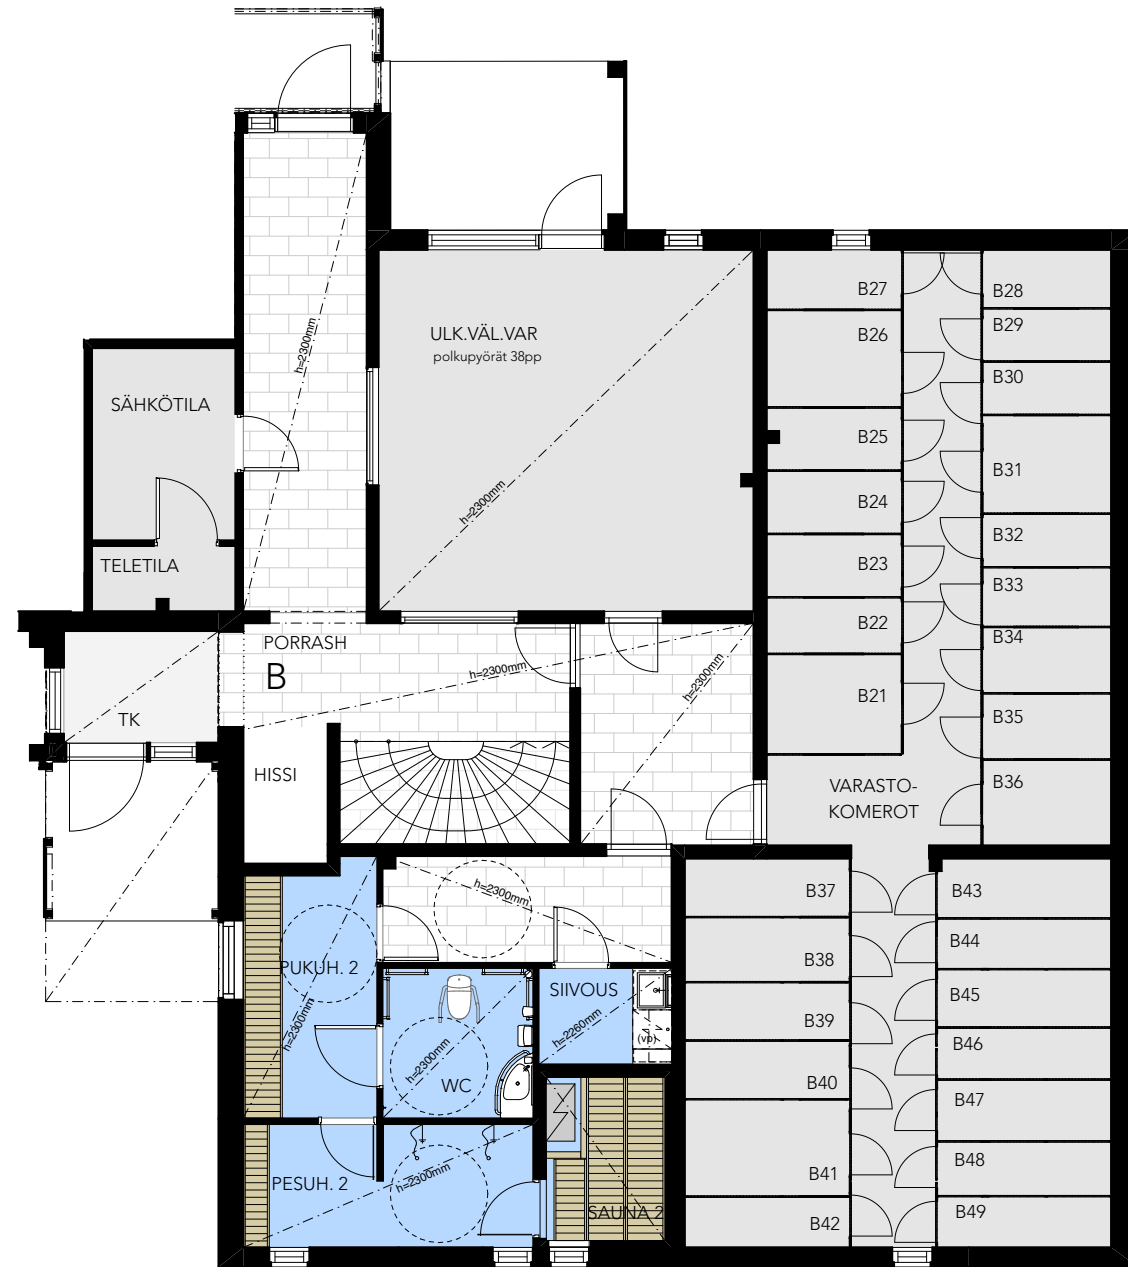 h=2300mm
ULK.VÄL.VAR
polkupyörät 38pp
h=2300mm
SÄHKÖTILA
TELETILA
PORRASH
B
h=2300mm
h=2300mm
TK
HISSI
B27
B26
B25
B24
B23
B22
B21
B28
B29
B30
B31
B32
B33
B34
B35
B36
VARASTO-
KOMEROT
h=2300mm
PUKUH. 2
h=2300mm
SIIVOUS
h=2260mm
(VP)
h=2300mm
WC
PESUH. 2
h=2300mm
SAUNA 2
B37
B38
B39
B40
B41
B42
B43
B44
B45
B46
B47
B48
B49